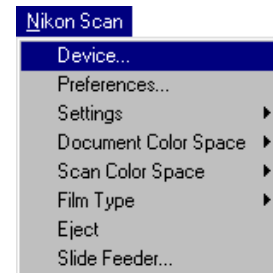 Nikon Scan
Device...
Preferences...
Settings
Document Color Space
Scan Color Space
Film Type
Eject
Slide Feeder...